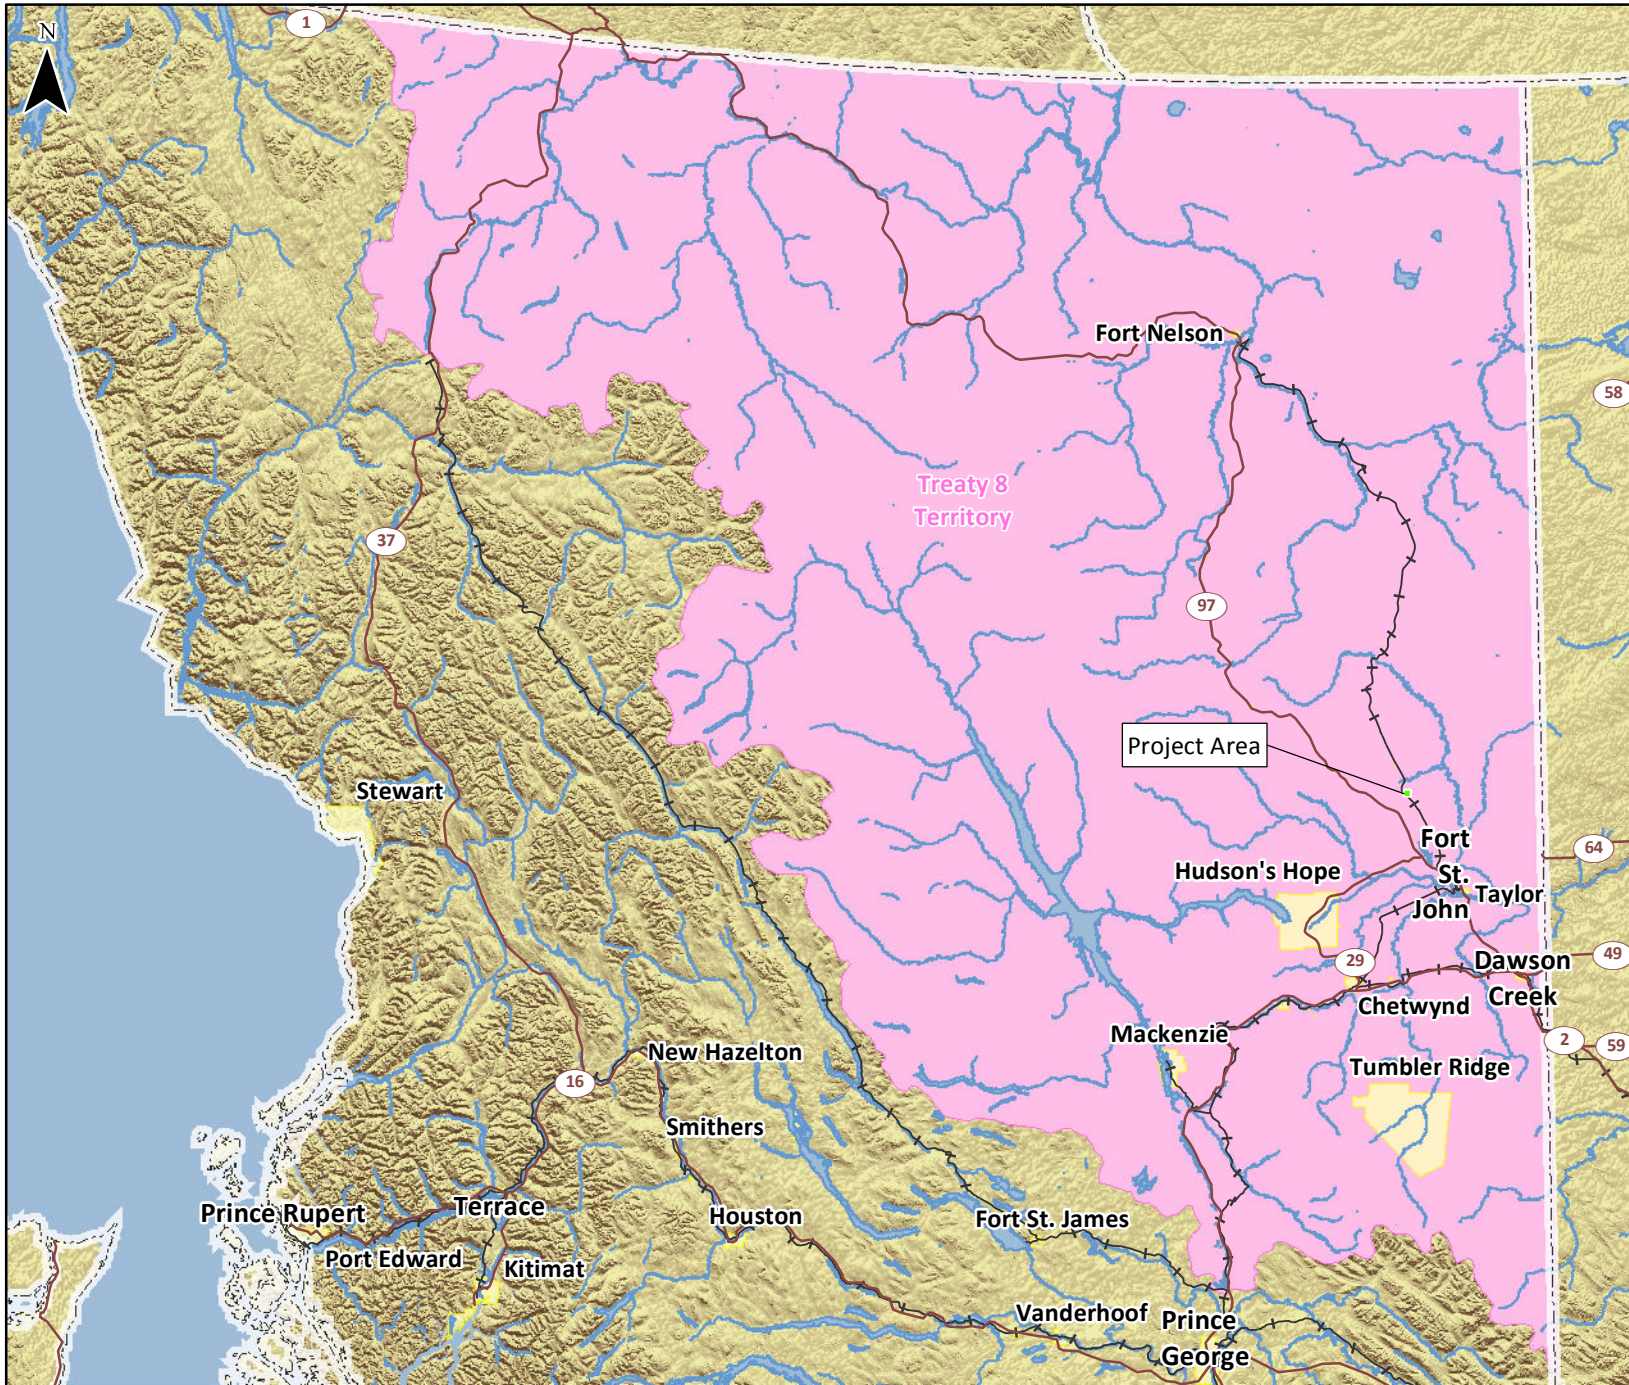 1
N
Fort Nelson
58
Treaty 8
Territory
37
97
Project Area
Stewart
Fort
St.
John
64
Hudson's Hope
Taylor
29
Dawson
Creek
49
Chetwynd
Mackenzie
2
59
New Hazelton
Tumbler Ridge
16
Smithers
Prince Rupert
Terrace
Houston
Fort St. James
Port Edward
Kitimat
Vanderhoof
Prince
George